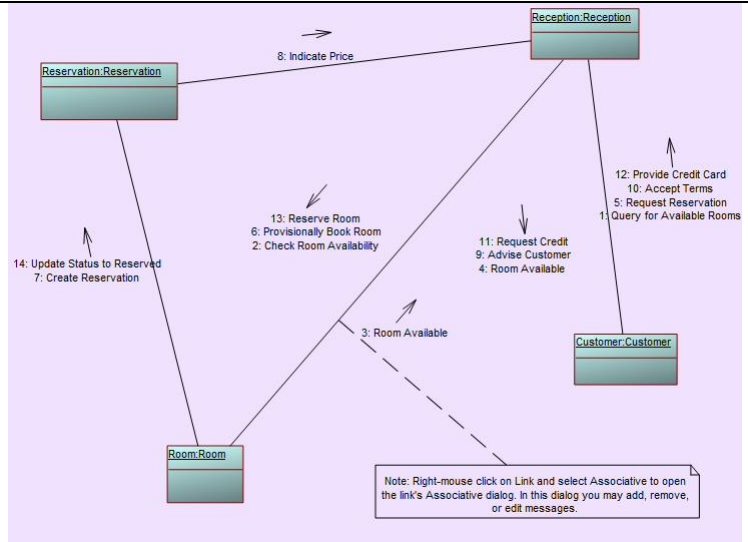 Reception:Reception
8: Indicate Price
Reservation:Reservation
12: Provide Credit Card
10: Accept Terms
5: Request Reservation
1: Query for Available Rooms
13: Reserve Room
6: Provisionally Book Room
2: Check Room Availability
11: Request Credit
9: Advise Customer
4: Room Available
14: Update Status to Reserved
7: Create Reservation
3: Room Available
Customer:Customer
Room:Room
Note: Right-mouse click on Link and select Associative to open
the link's Associative dialog. In this dialog you may add, remove,
or edit messages.